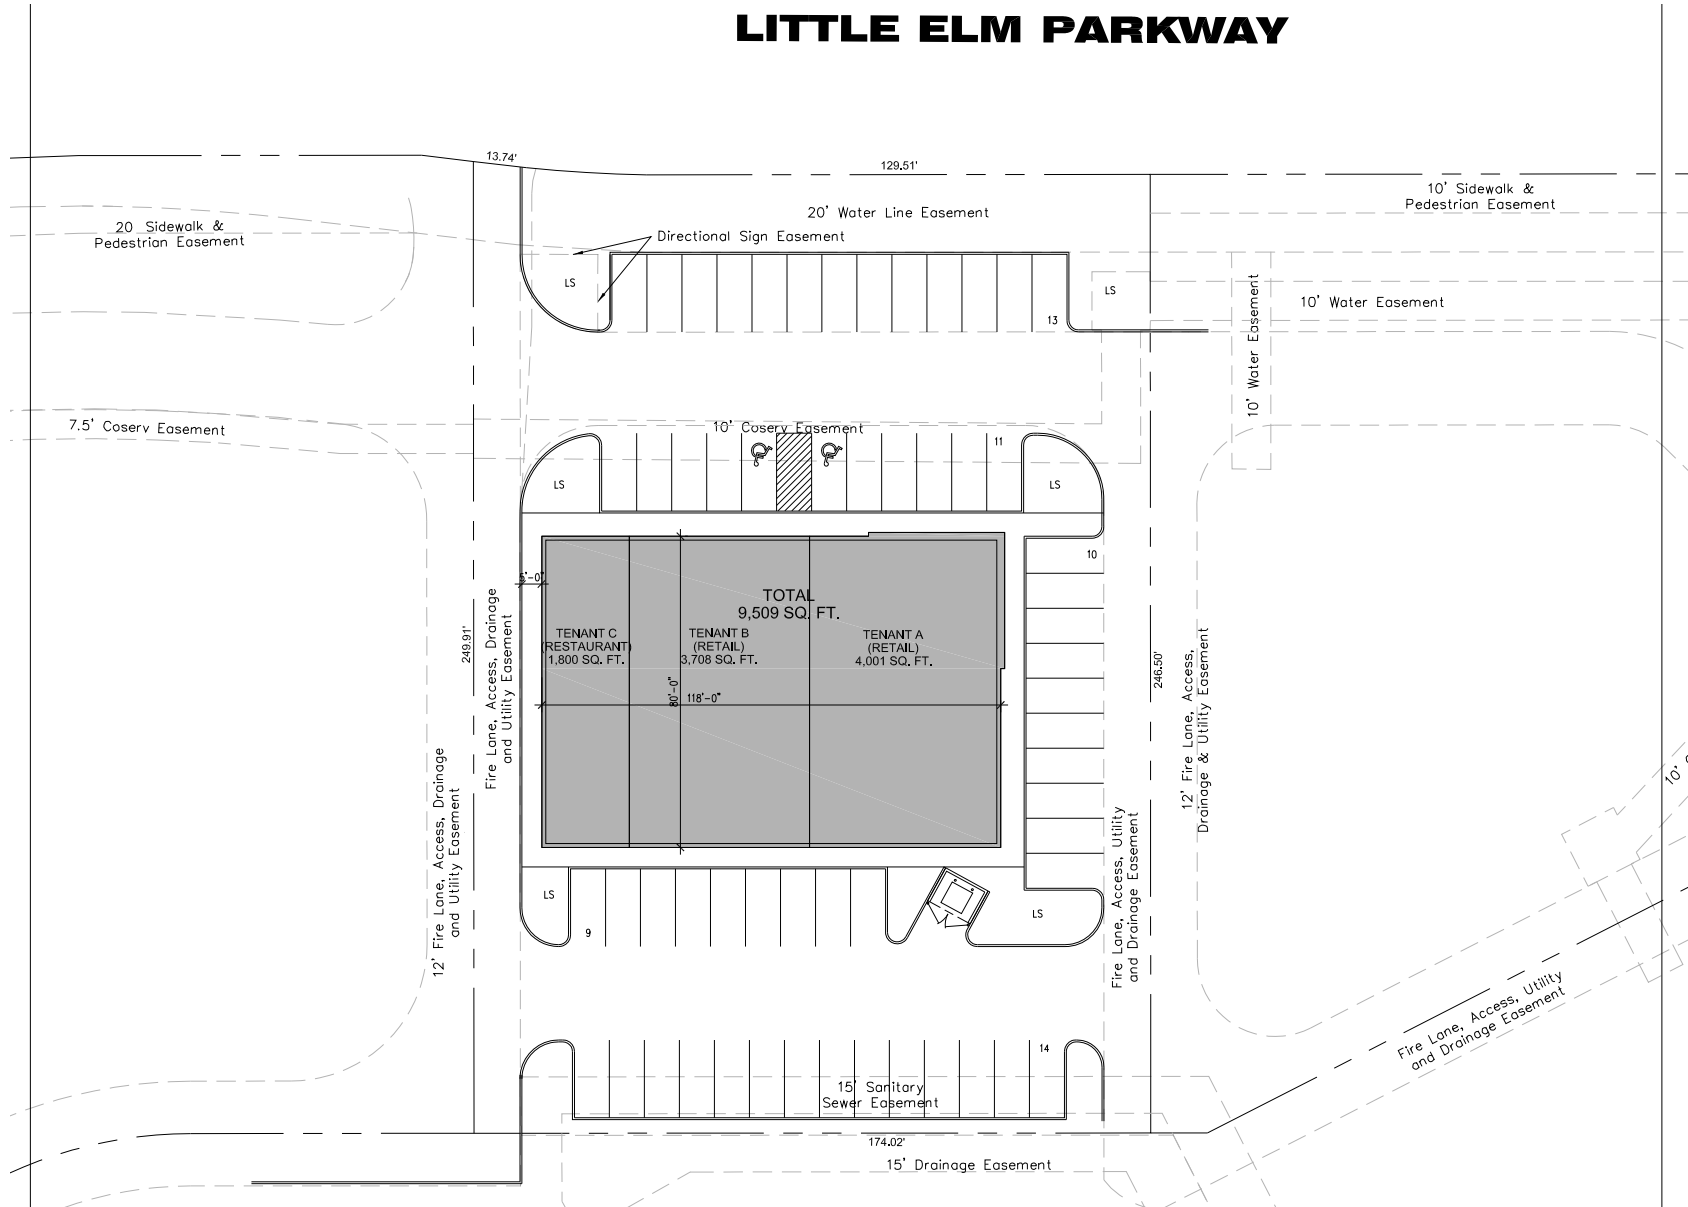 LITTLE ELM PARKWAY
13.74'
129.51'
10' Sidewalk &
Pedestrian Easement
20 Sidewalk &
Pedestrian Easement
20' Water Line Easement
Directional Sign Easement
LS
LS
10' Water Easement
10' Water Easement
13
7.5' Coserv Easement
10' Coserv Easement
11
LS
LS
10
5'-0"
TOTAL
9,509 SQ. FT.
TENANT C
(RESTAURANT)
1,800 SQ. FT.
TENANT B
(RETAIL)
3,708 SQ. FT.
TENANT A
(RETAIL)
4,001 SQ. FT.
80'-0"
118'-0"
249.91'
Fire Lane, Access, Drainage
and Utility Easement
246.50'
12' Fire Lane, Access,
Drainage & Utility Easement
12' Fire Lane, Access, Drainage
and Utility Easement
Fire Lane, Access, Utility
and Drainage Easement
10'
LS
9
LS
Fire Lane, Access, Utility
and Drainage Easement
14
15' Sanitary
Sewer Easement
174.02'
15' Drainage Easement